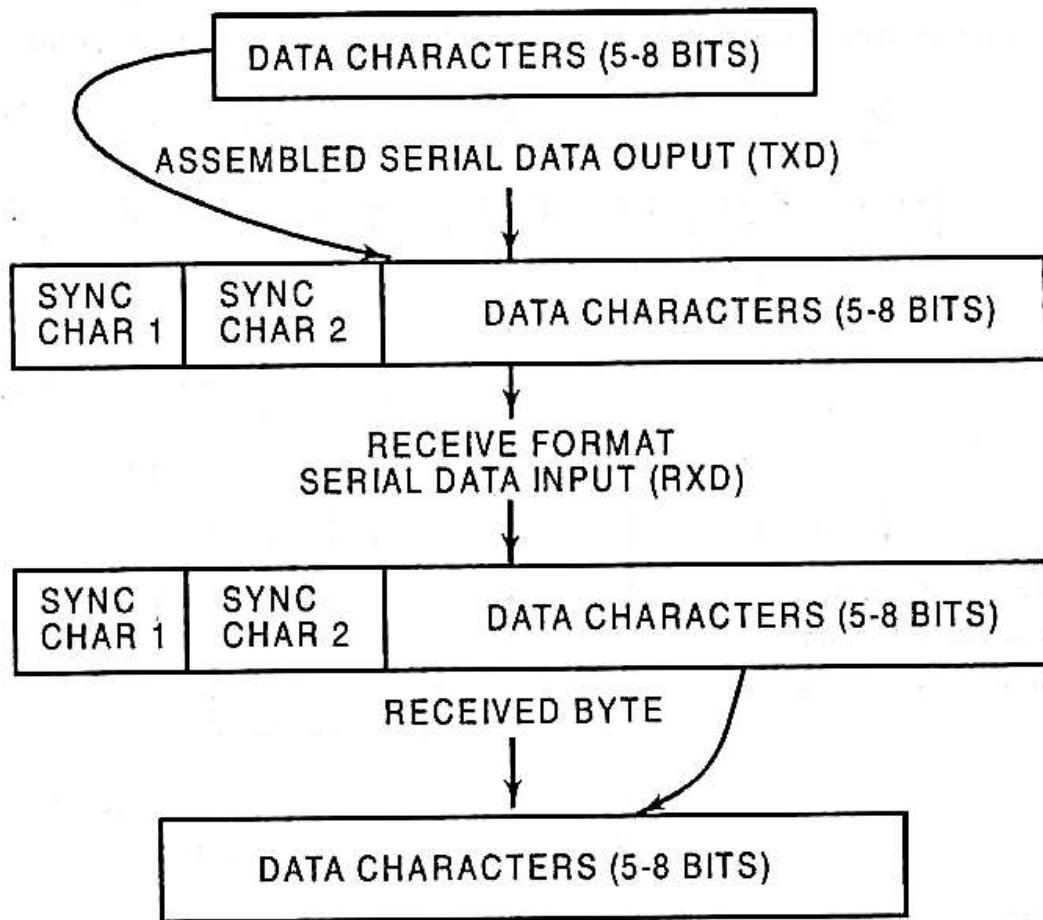 DATA CHARACTERS (5-8 BITS)
ASSEMBLED SERIAL DATA OUPUT (TXD)
SYNC
CHAR 1
SYNC
CHAR 2
DATA CHARACTERS (5-8 BITS)
RECEIVE FORMAT
SERIAL DATA INPUT (RXD)
SYNC
CHAR 1
SYNC
CHAR 2
DATA CHARACTERS (5-8 BITS)
RECEIVED BYTE
DATA CHARACTERS (5-8 BITS)